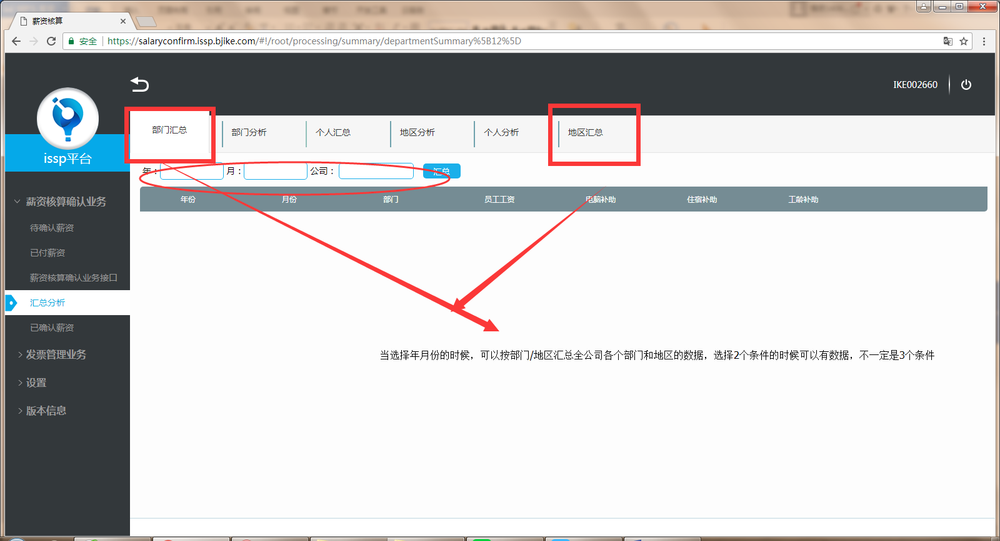 薪资核算
安全
https://salaryconfirm.issp.bjike.com/#!/root/processing/summary/departmentSummary%5B12%5D
IKE002660
issp平台
部门汇总
部门分析
个人汇总
地区分析
个人分析
地区汇总
年：
月：
公司：
汇总
年份
月份
部门
员工工资
电脑补助
住宿补助
工龄补助
薪资核算确认业务
待确认薪资
已付薪资
薪资核算确认业务接口
汇总分析
已确认薪资
发票管理业务
设置
版本信息
当选择年月份的时候，可以按部门/地区汇总全公司各个部门和地区的数据，选择2个条件的时候可以有数据，不一定是3个条件